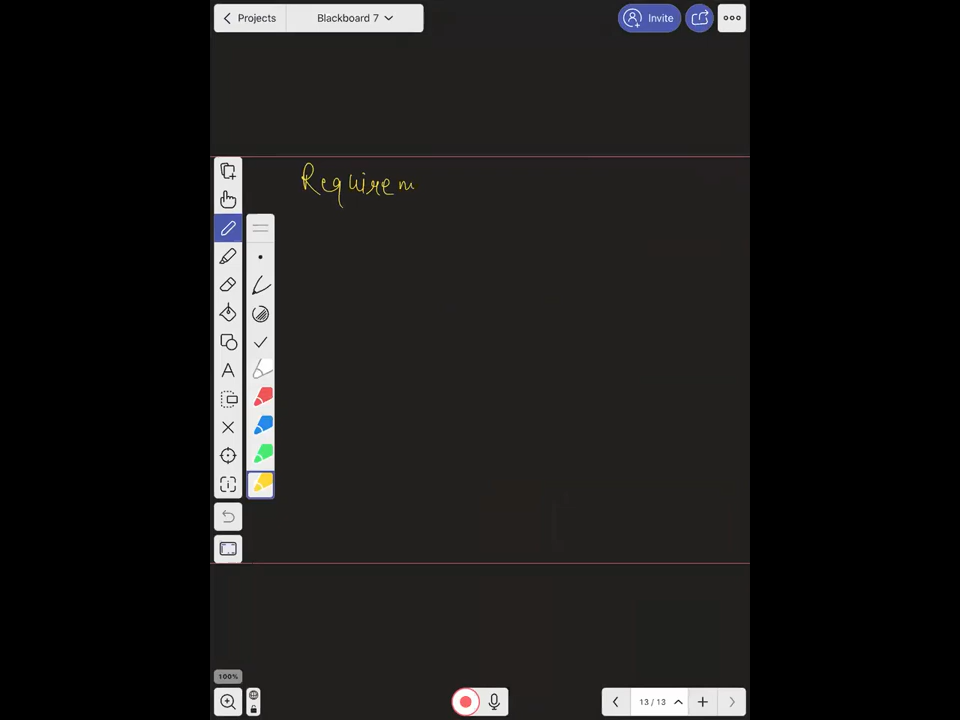 Projects
Blackboard 7
Invite
Requirem
A
100%
13 / 13